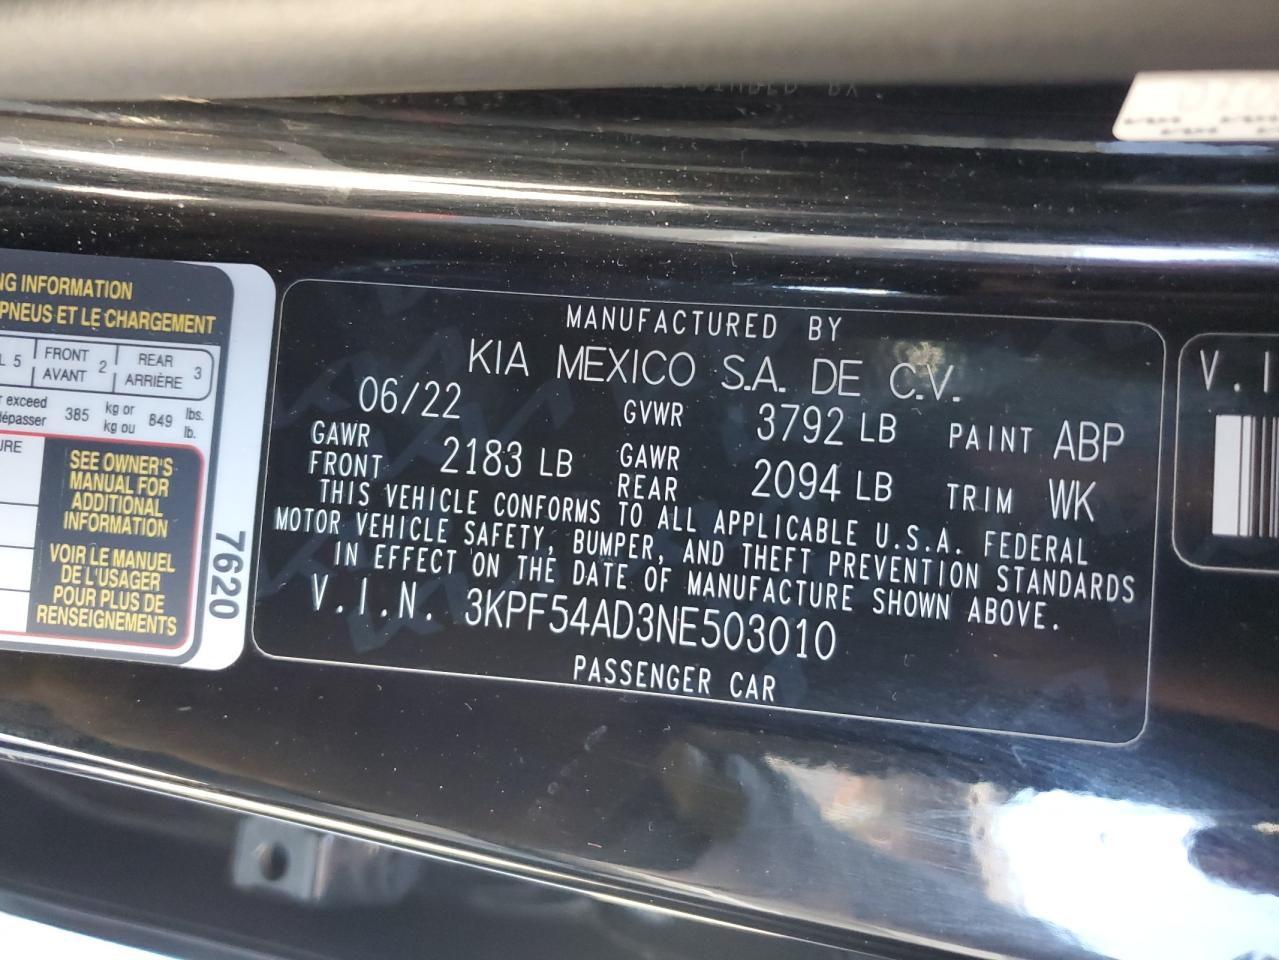 NG INFORMATION
PNEUS ET LE CHARGEMENT
L 5 FRONT AVANT 2 REAR ARRIÈRE 3
r exceed dépasser 385 kg or kg ou 849 lbs. lb.
URE
SEE OWNER'S
MANUAL FOR
ADDITIONAL
INFORMATION
VOIR LE MANUEL
DE L'USAGER
POUR PLUS DE
RENSEIGNEMENTS
7620
MANUFACTURED BY
KIA MEXICO S.A. DE C.V.
06/22 GVWR 3792 LB PAINT ABP
GAWR FRONT 2183 LB GAWR REAR 2094 LB TRIM WK
THIS VEHICLE CONFORMS TO ALL APPLICABLE U.S.A. FEDERAL
MOTOR VEHICLE SAFETY, BUMPER, AND THEFT PREVENTION STANDARDS
IN EFFECT ON THE DATE OF MANUFACTURE SHOWN ABOVE.
V.I.N. 3KPF54AD3NE503010
PASSENGER CAR
V.I